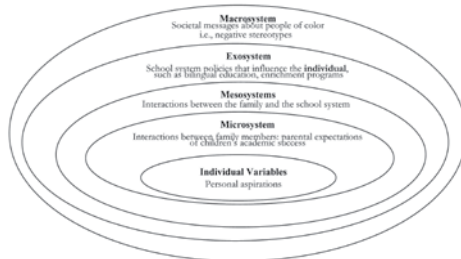 Macrosystem
Societal messages about people of color
i.e., negative stereotypes
Exosystem
School system policies that influence the individual,
such as bilingual education, enrichment programs
Mesosystems
Interactions between the family and the school system
Microsystem
Interactions between family members: parental expectations
of children's academic success
Individual Variables
Personal aspirations